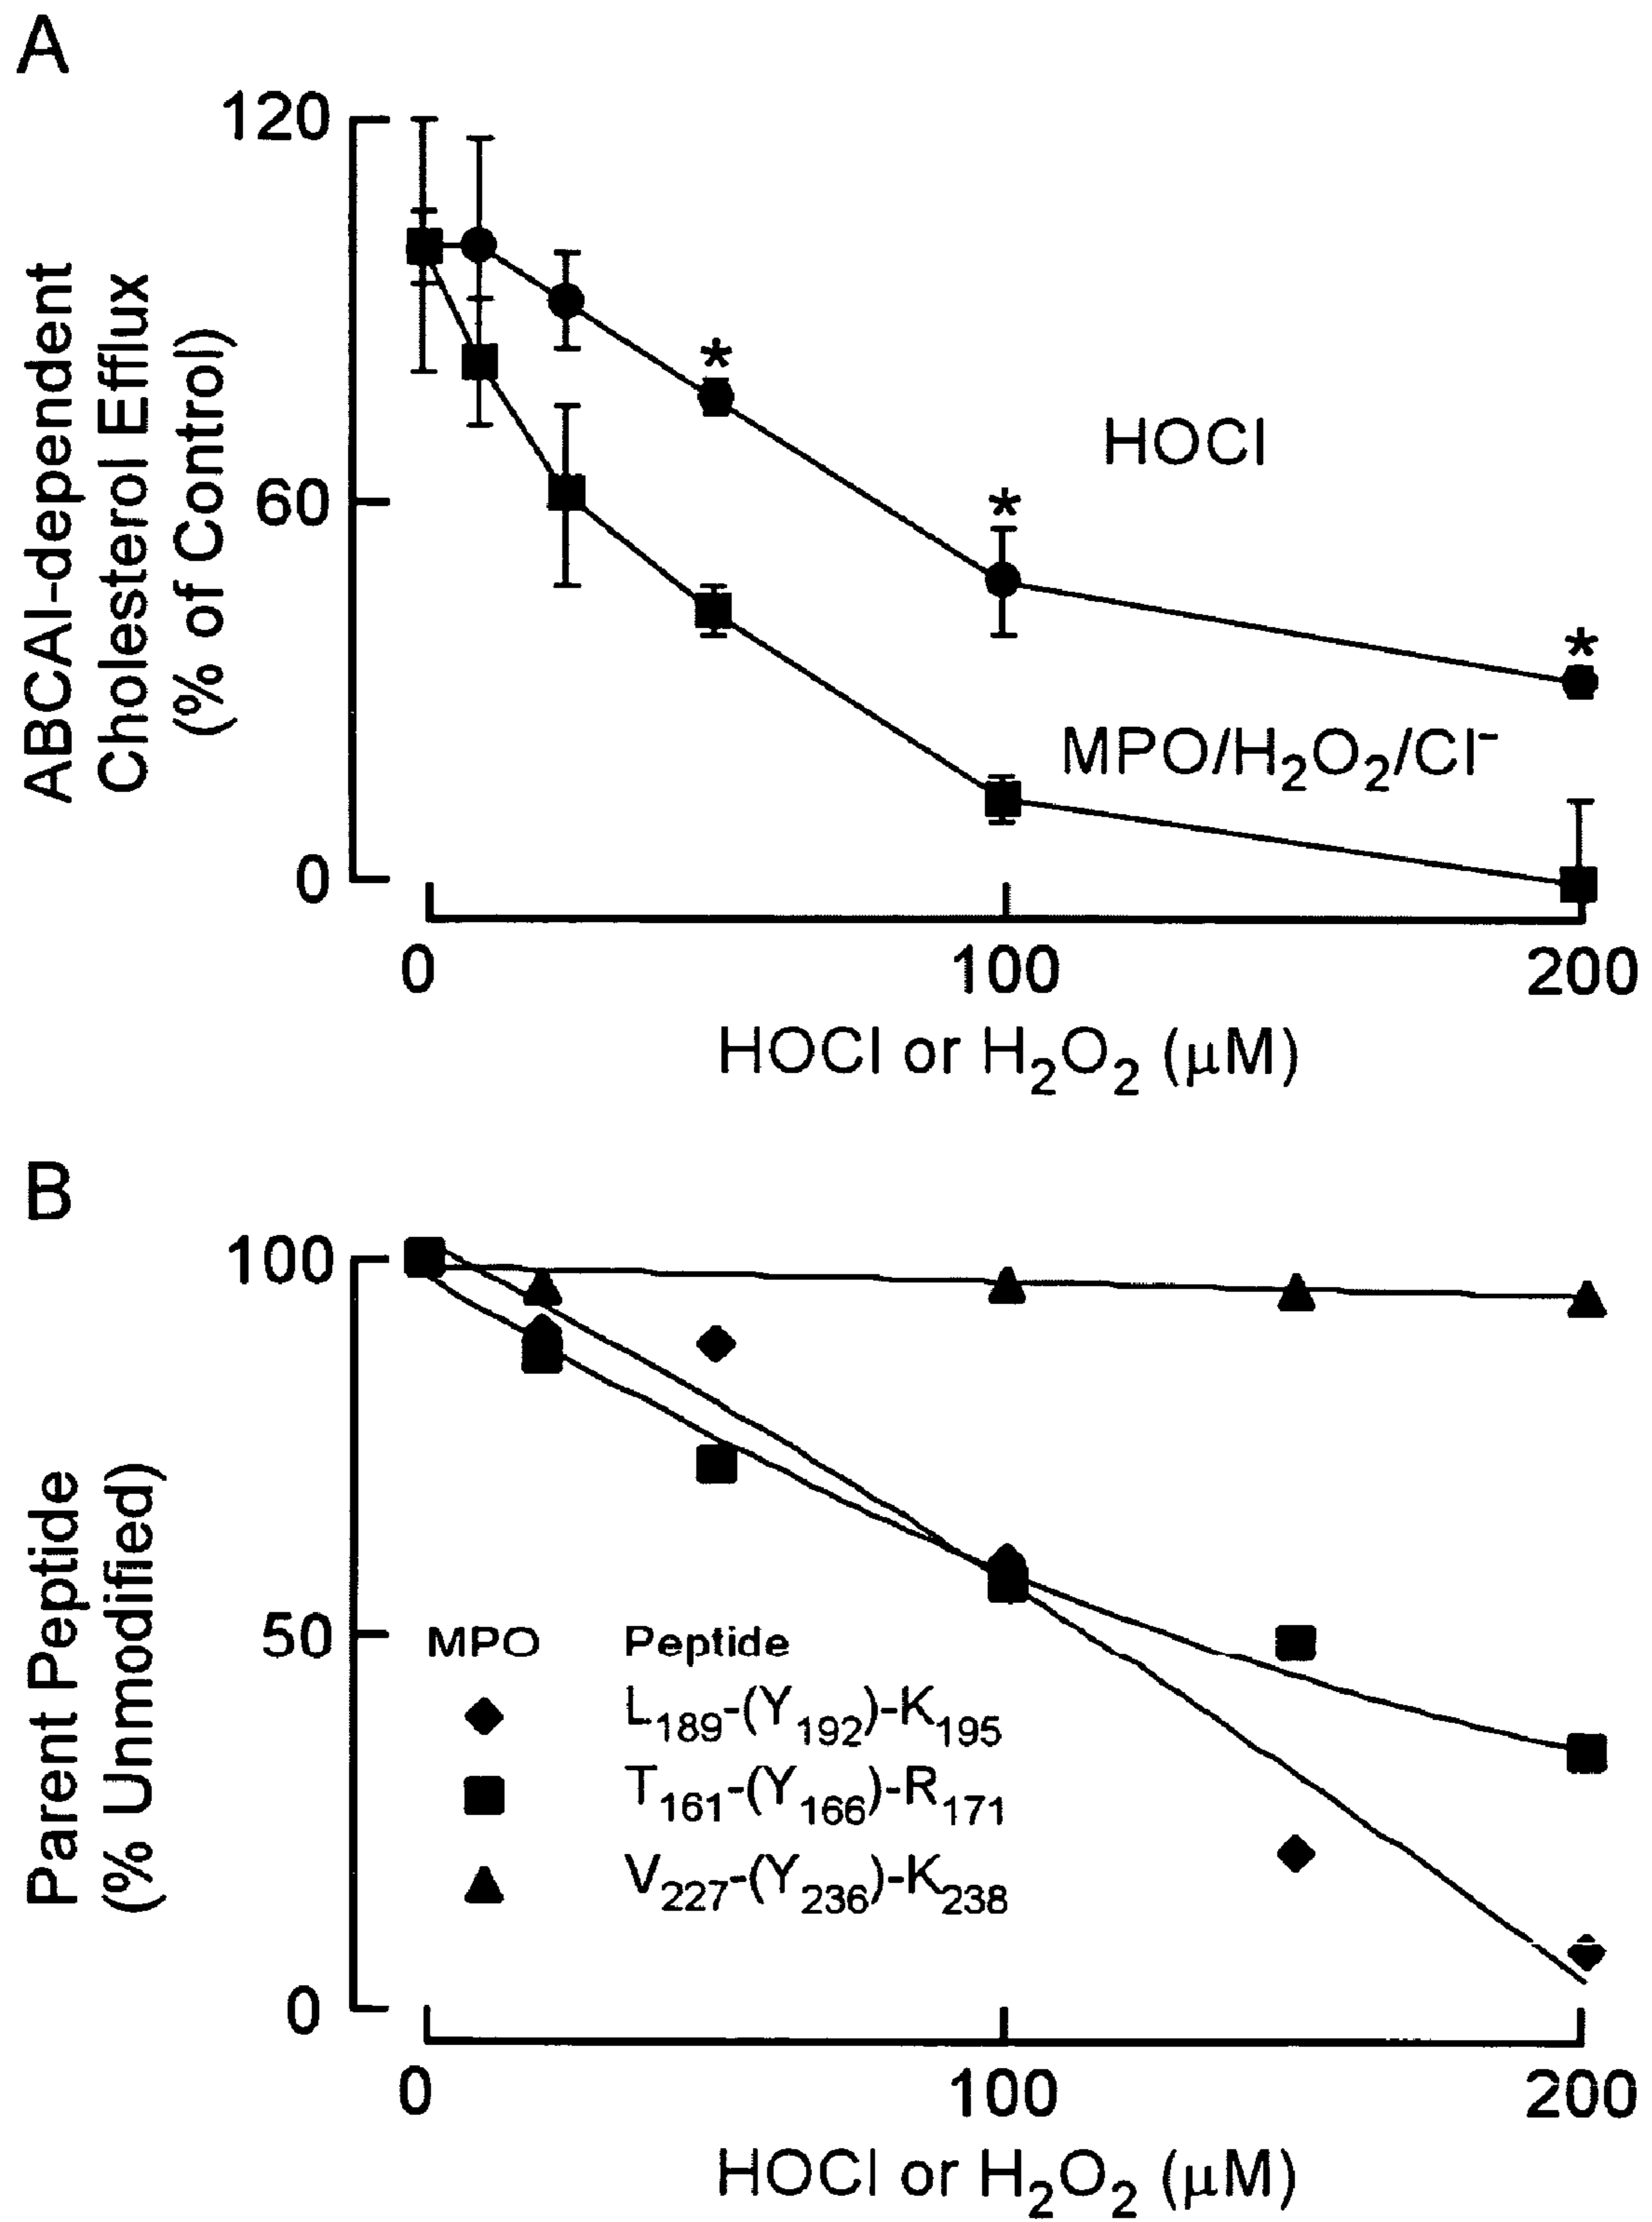 A
120
60
0
ABCAI-dependent
Cholesterol Efflux
(% of Control)
*
*
*
HOCl
MPO/H₂O₂/Cl⁻
0 100 200
HOCl or H₂O₂ (μM)
B
100
50
0
Parent Peptide
(% Unmodified)
MPO Peptide
L₁₈₉-(Y₁₉₂)-K₁₉₅
T₁₆₁-(Y₁₆₆)-R₁₇₁
V₂₂₇-(Y₂₃₆)-K₂₃₈
0 100 200
HOCl or H₂O₂ (μM)